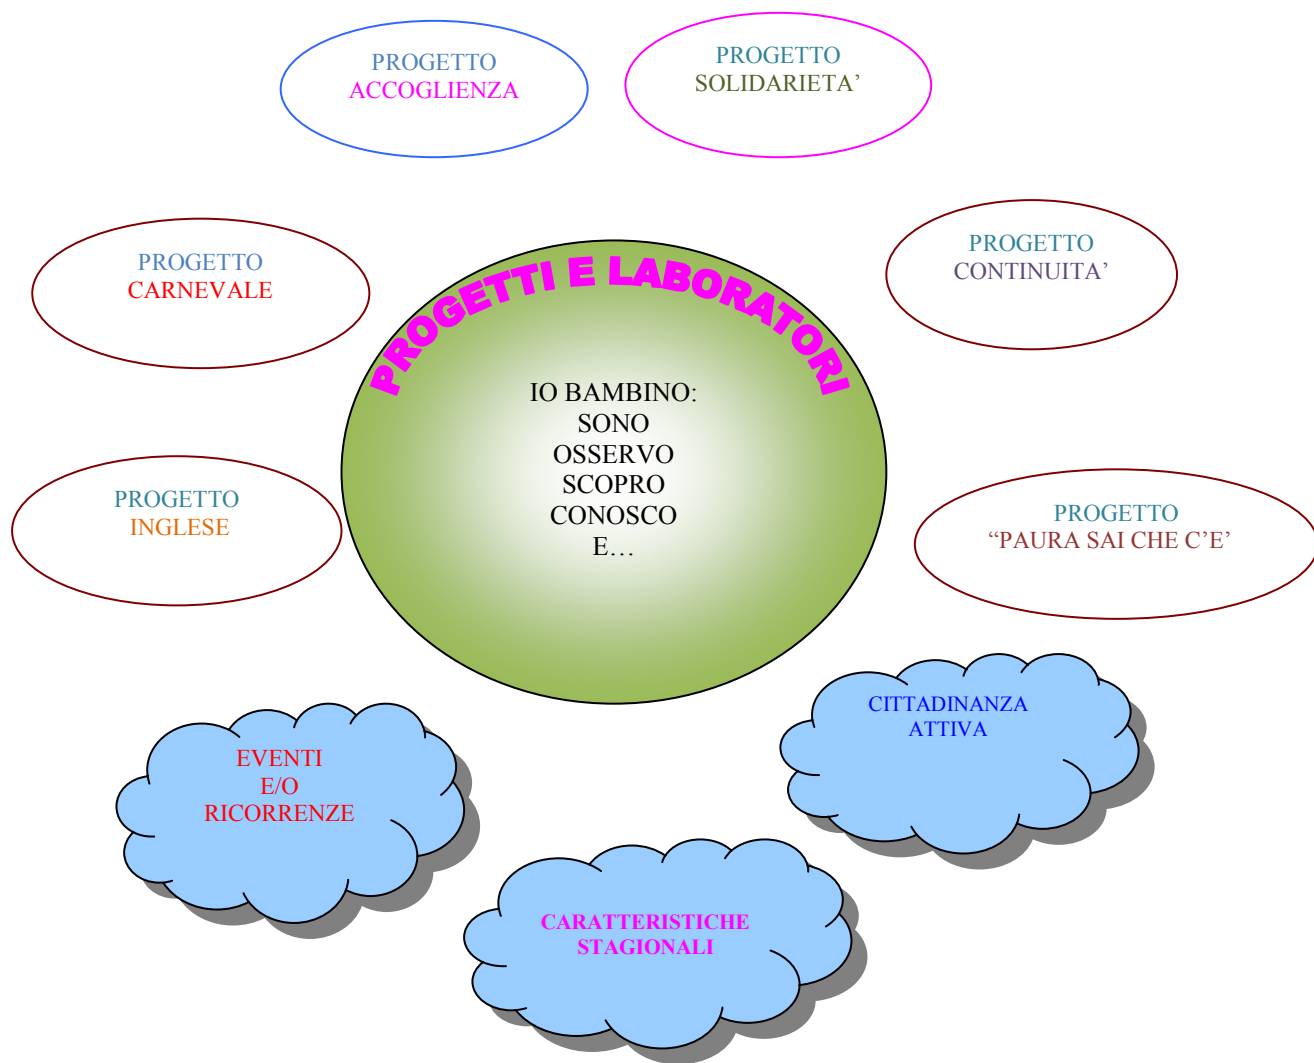 PROGETTO
ACCOGLIENZA
PROGETTO
SOLIDARIETA’
PROGETTO
CARNEVALE
PROGETTO
CONTINUITA’
PROGETTI E LABORATORI
IO BAMBINO:
SONO
OSSERVO
SCOPRO
CONOSCO
E…
PROGETTO
INGLESE
PROGETTO
“PAURA SAI CHE C’E’
EVENTI
E/O
RICORRENZE
CITTADINANZA
ATTIVA
CARATTERISTICHE
STAGIONALI